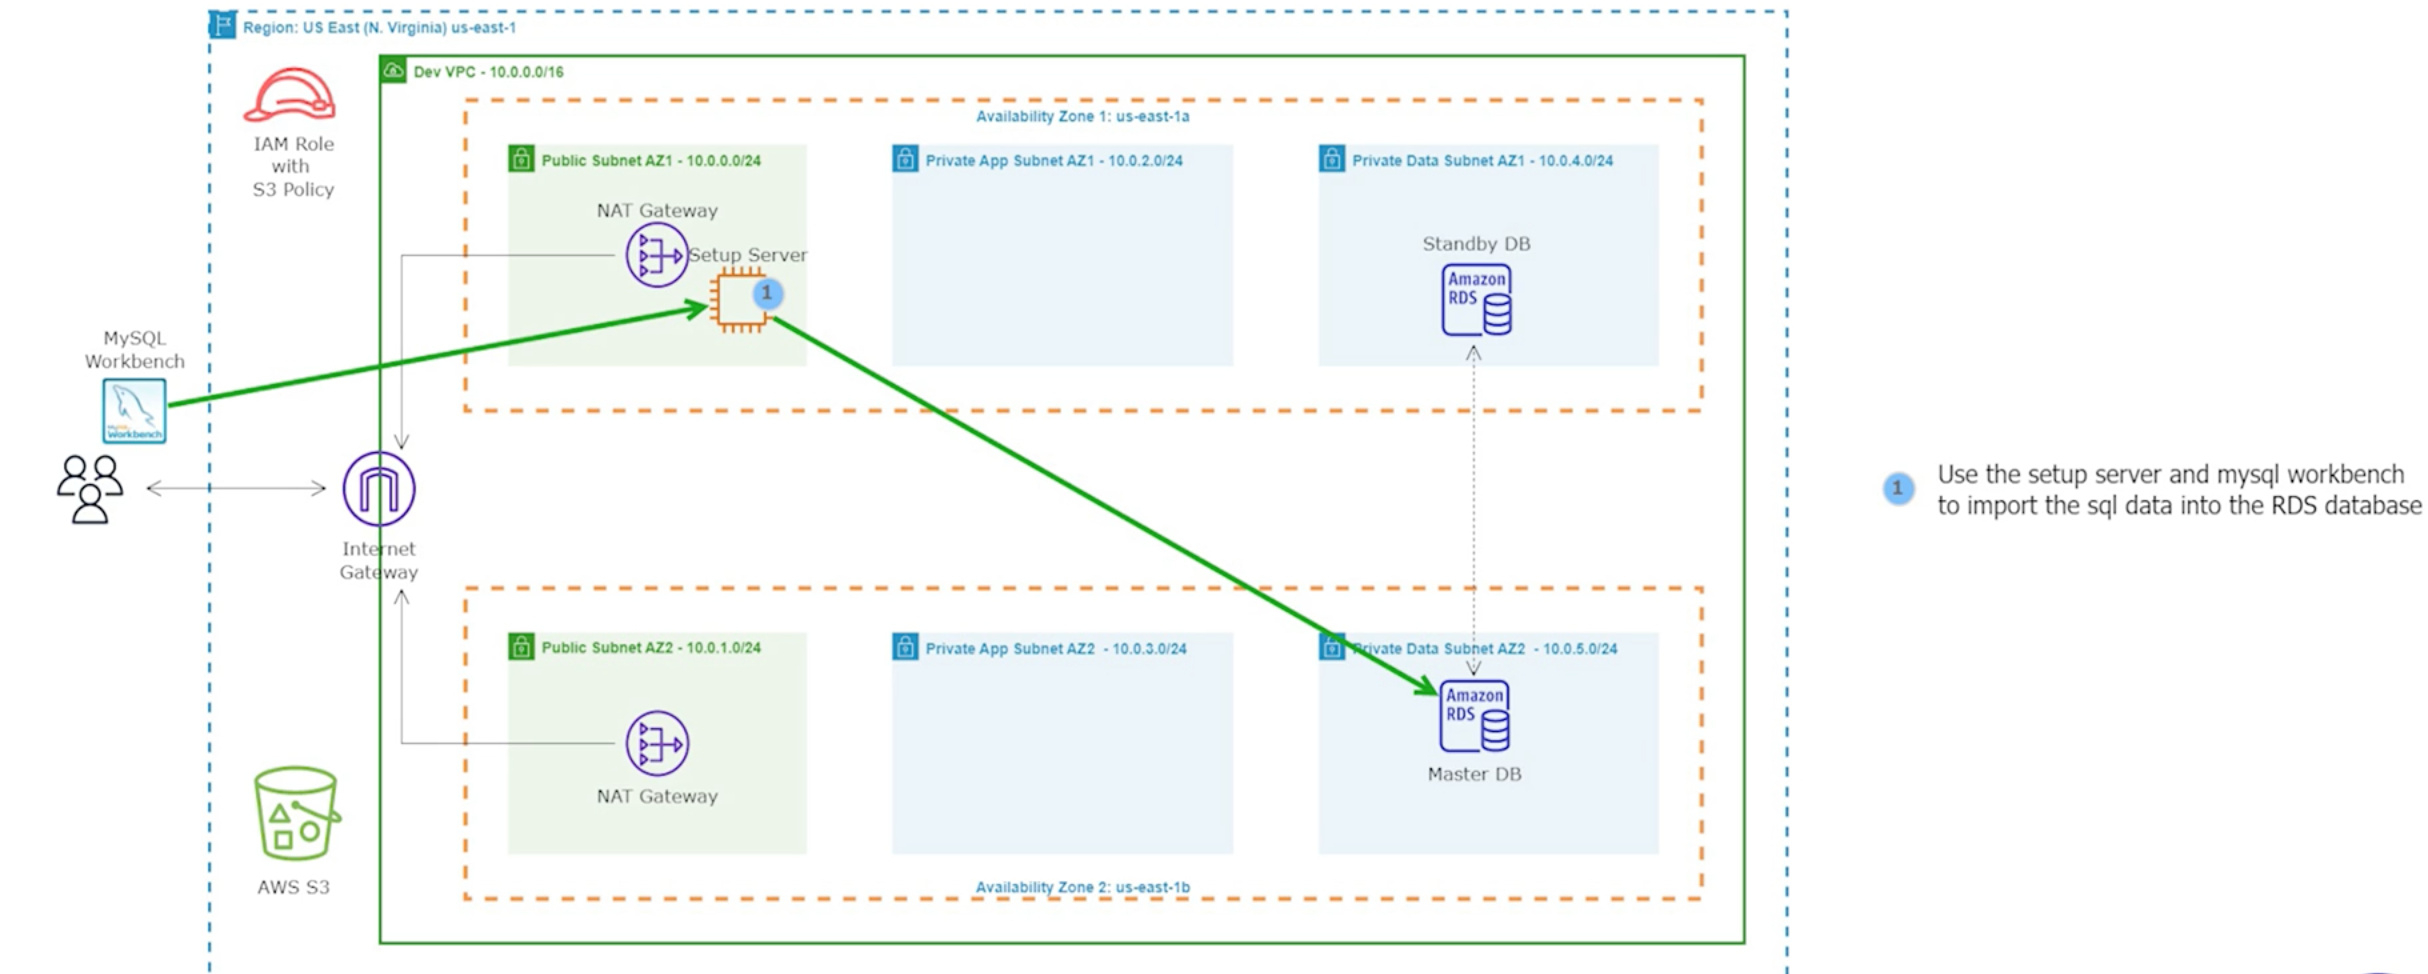 Region: US East (N. Virginia) us-east-1
Dev VPC - 10.0.0.0/16
IAM Role
with
S3 Policy
Availability Zone 1: us-east-1a
Public Subnet AZ1 - 10.0.0.0/24
Private App Subnet AZ1 - 10.0.2.0/24
Private Data Subnet AZ1 - 10.0.4.0/24
NAT Gateway
Setup Server
1
Standby DB
Amazon
RDS
MySQL
Workbench
MySQL
Workbench
Internet
Gateway
1
Use the setup server and mysql workbench
to import the sql data into the RDS database
Public Subnet AZ2 - 10.0.1.0/24
Private App Subnet AZ2 - 10.0.3.0/24
Private Data Subnet AZ2 - 10.0.5.0/24
Amazon
RDS
Master DB
NAT Gateway
AWS S3
Availability Zone 2: us-east-1b